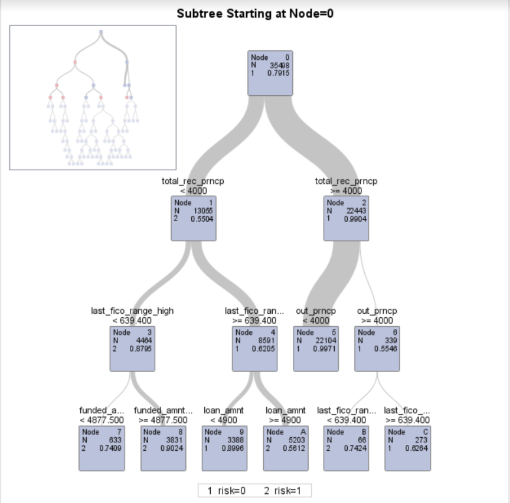 Subtree Starting at Node=0
Node 0
N 35498
1 0.7915
total_rec_prncp
< 4000
total_rec_prncp
>= 4000
Node 1
N 13055
2 0.5504
Node 2
N 22443
1 0.9904
last_fico_range_high
< 639.400
last_fico_ran...
>= 639.400
out_prncp
< 4000
out_prncp
>= 4000
Node 3
N 4464
2 0.8795
Node 4
N 8591
1 0.6205
Node 5
N 22104
1 0.9971
Node 6
N 339
1 0.5546
funded_a...
< 4877.500
funded_amnt...
>= 4877.500
loan_amnt
< 4900
loan_amnt
>= 4900
last_fico_ran...
< 639.400
last_fico_...
>= 639.400
Node 7
N 633
2 0.7409
Node 8
N 3831
2 0.9024
Node 9
N 3388
1 0.8996
Node A
N 5203
2 0.5612
Node B
N 66
2 0.7424
Node C
N 273
1 0.6264
1 risk=0 2 risk=1